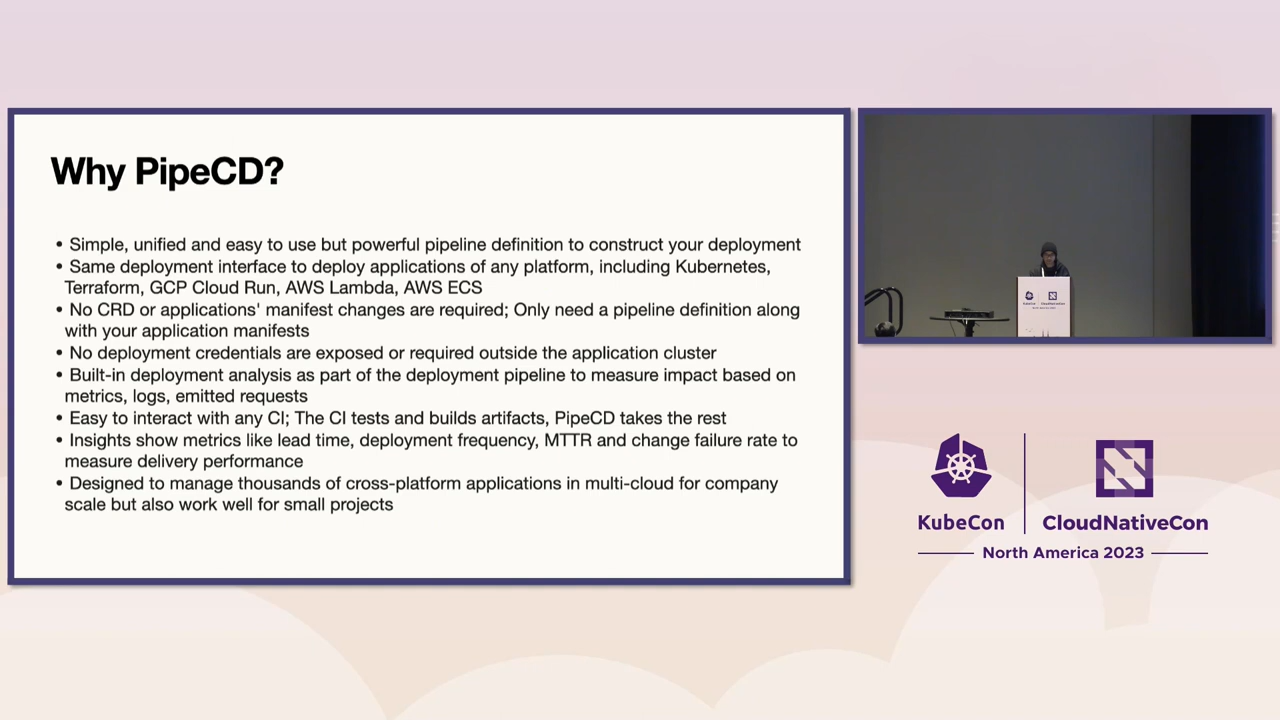 Why PipeCD?
• Simple, unified and easy to use but powerful pipeline definition to construct your deployment
• Same deployment interface to deploy applications of any platform, including Kubernetes,
Terraform, GCP Cloud Run, AWS Lambda, AWS ECS
• No CRD or applications' manifest changes are required; Only need a pipeline definition along
with your application manifests
• No deployment credentials are exposed or required outside the application cluster
• Built-in deployment analysis as part of the deployment pipeline to measure impact based on
metrics, logs, emitted requests
• Easy to interact with any CI; The CI tests and builds artifacts, PipeCD takes the rest
• Insights show metrics like lead time, deployment frequency, MTTR and change failure rate to
measure delivery performance
• Designed to manage thousands of cross-platform applications in multi-cloud for company
scale but also work well for small projects
KubeCon
CloudNativeCon
North America 2023